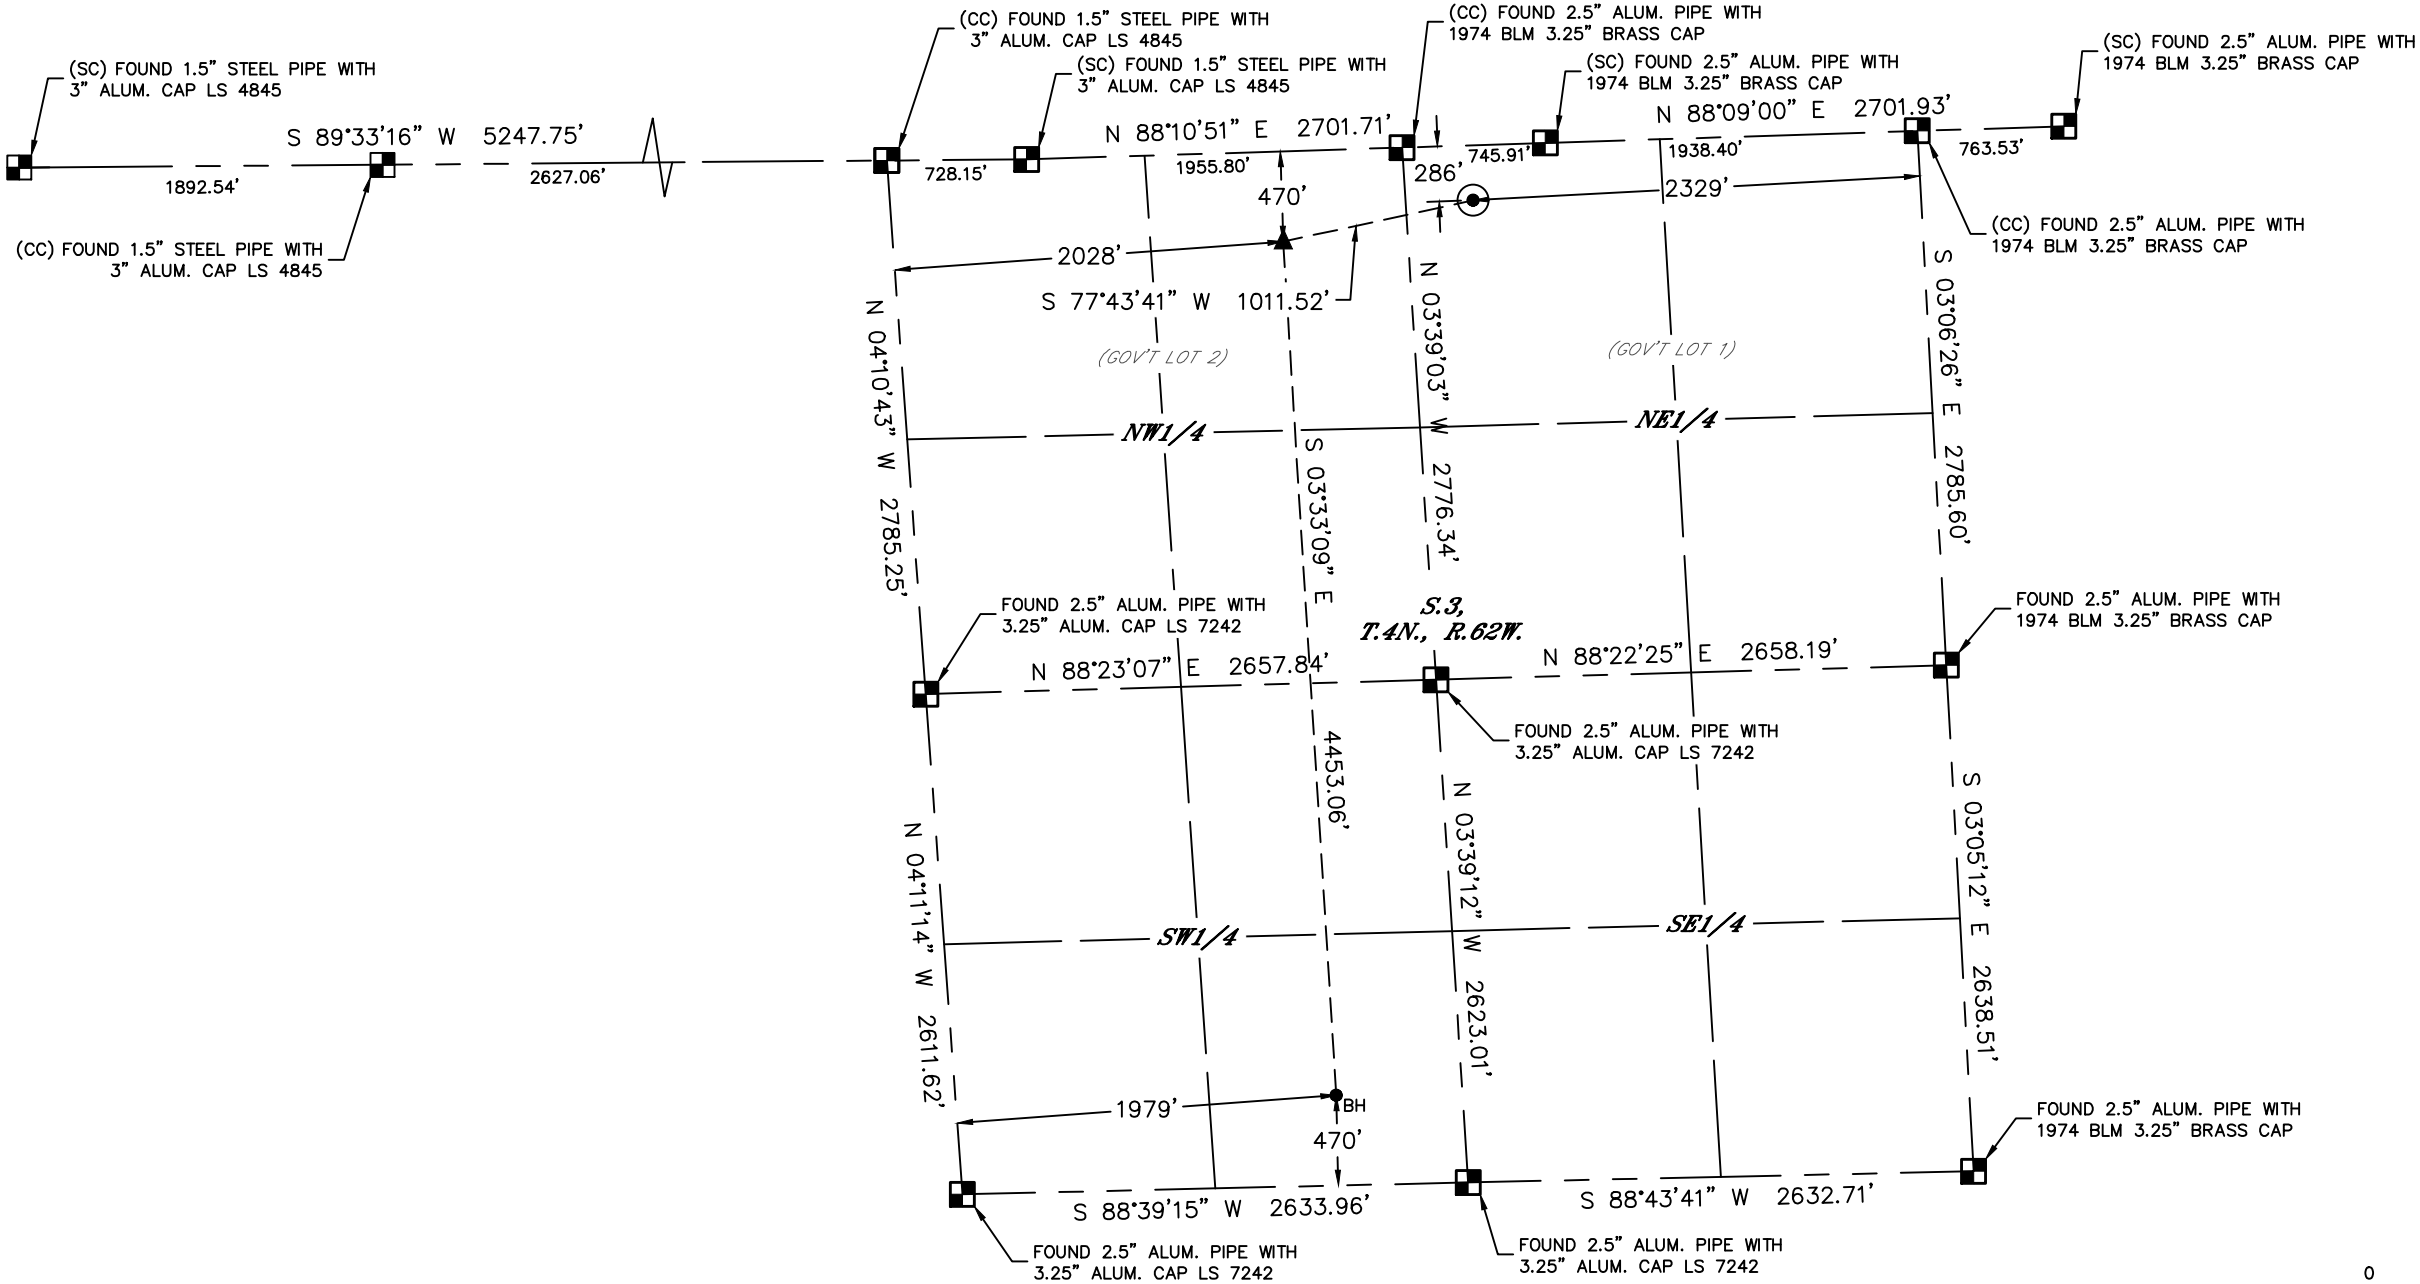 (CC) FOUND 1.5" STEEL PIPE WITH
3" ALUM. CAP LS 4845
(CC) FOUND 2.5" ALUM. PIPE WITH
1974 BLM 3.25" BRASS CAP
(SC) FOUND 2.5" ALUM. PIPE WITH
1974 BLM 3.25" BRASS CAP
(SC) FOUND 1.5" STEEL PIPE WITH
3" ALUM. CAP LS 4845
(SC) FOUND 1.5" STEEL PIPE WITH
3" ALUM. CAP LS 4845
(SC) FOUND 2.5" ALUM. PIPE WITH
1974 BLM 3.25" BRASS CAP
S 89°33'16" W 5247.75'
N 88°10'51" E 2701.71'
N 88°09'00" E 2701.93'
1892.54'
2627.06'
728.15'
1955.80'
745.91'
1938.40'
763.53'
286'
470'
2329'
(CC) FOUND 1.5" STEEL PIPE WITH
3" ALUM. CAP LS 4845
(CC) FOUND 2.5" ALUM. PIPE WITH
1974 BLM 3.25" BRASS CAP
2028'
S 77°43'41" W 1011.52'
N 04°10'43" W 2785.25'
N 03°39'03" W 2776.34'
S 03°06'26" E 2785.60'
(GOV'T LOT 2)
(GOV'T LOT 1)
NW1/4
NE1/4
S 03°33'09" E 4453.06'
FOUND 2.5" ALUM. PIPE WITH
3.25" ALUM. CAP LS 7242
S.3,
T.4N., R.62W.
FOUND 2.5" ALUM. PIPE WITH
1974 BLM 3.25" BRASS CAP
N 88°23'07" E 2657.84'
N 88°22'25" E 2658.19'
FOUND 2.5" ALUM. PIPE WITH
3.25" ALUM. CAP LS 7242
N 04°11'14" W 2611.62'
N 03°39'12" W 2623.01'
S 03°05'12" E 2638.51'
SW1/4
SE1/4
1979'
BH
470'
FOUND 2.5" ALUM. PIPE WITH
1974 BLM 3.25" BRASS CAP
S 88°39'15" W 2633.96'
S 88°43'41" W 2632.71'
FOUND 2.5" ALUM. PIPE WITH
3.25" ALUM. CAP LS 7242
FOUND 2.5" ALUM. PIPE WITH
3.25" ALUM. CAP LS 7242
0